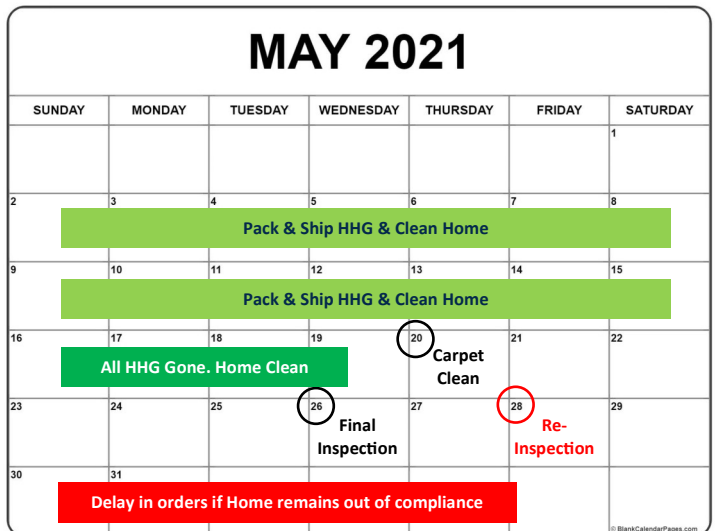 MAY 2021
SUNDAY MONDAY TUESDAY WEDNESDAY THURSDAY FRIDAY SATURDAY
1
2 3 4 5 6 7 8
Pack & Ship HHG & Clean Home
9 10 11 12 13 14 15
Pack & Ship HHG & Clean Home
16 17 18 19 20 21 22
All HHG Gone. Home Clean
Carpet
Clean
23 24 25 26 27 28 29
Final
Inspection
Re-
Inspection
30 31
Delay in orders if Home remains out of compliance
© BlankCalendarPages.com